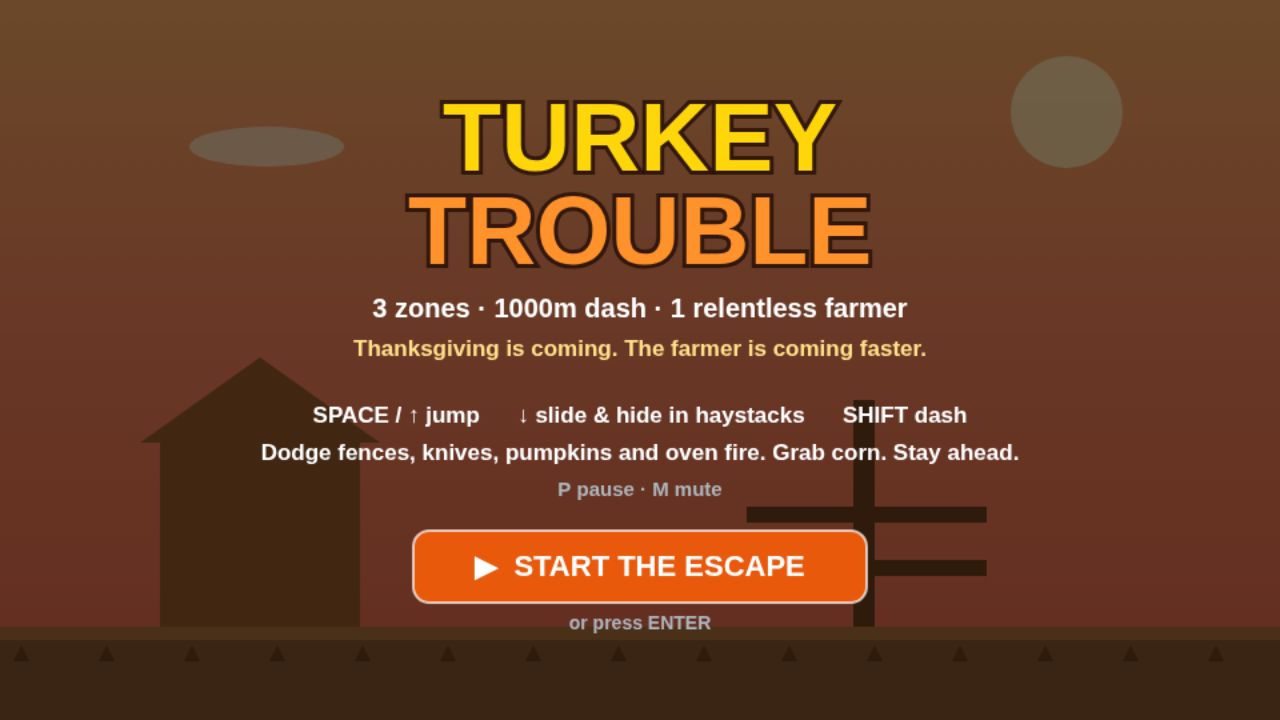 TURKEY
TROUBLE
3 zones · 1000m dash · 1 relentless farmer
Thanksgiving is coming. The farmer is coming faster.
SPACE / ↑ jump ↓ slide & hide in haystacks SHIFT dash
Dodge fences, knives, pumpkins and oven fire. Grab corn. Stay ahead.
P pause · M mute
▶ START THE ESCAPE
or press ENTER